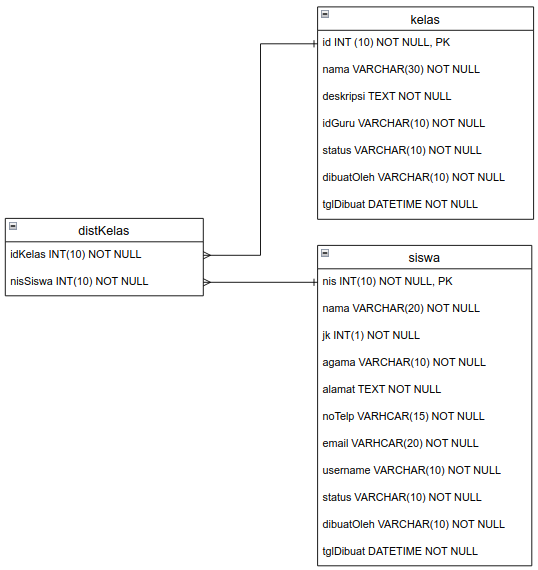 kelas
id INT (10) NOT NULL, PK
nama VARCHAR(30) NOT NULL
deskripsi TEXT NOT NULL
idGuru VARCHAR(10) NOT NULL
status VARCHAR(10) NOT NULL
dibuatOleh VARCHAR(10) NOT NULL
tglDibuat DATETIME NOT NULL
distKelas
idKelas INT(10) NOT NULL
nisSiswa INT(10) NOT NULL
siswa
nis INT(10) NOT NULL, PK
nama VARCHAR(20) NOT NULL
jk INT(1) NOT NULL
agama VARCHAR(10) NOT NULL
alamat TEXT NOT NULL
noTelp VARHCAR(15) NOT NULL
email VARHCAR(20) NOT NULL
username VARCHAR(10) NOT NULL
status VARCHAR(10) NOT NULL
dibuatOleh VARCHAR(10) NOT NULL
tglDibuat DATETIME NOT NULL